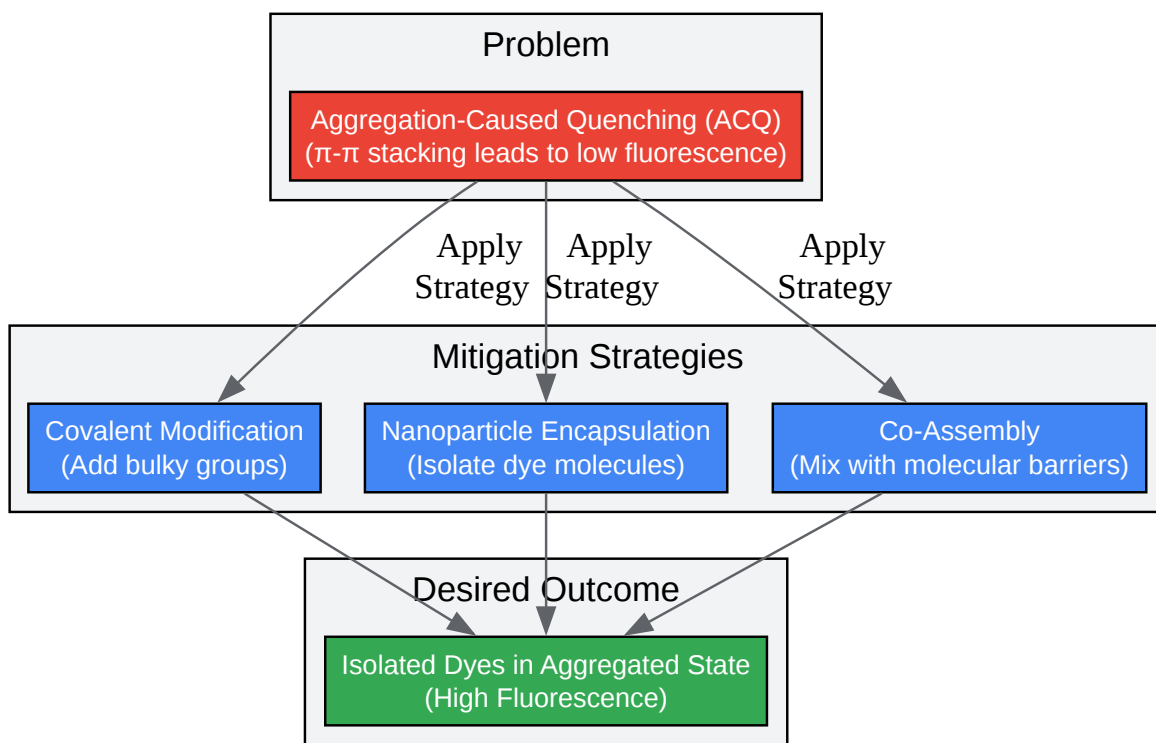 Problem
Aggregation-Caused Quenching (ACQ)
(π-π stacking leads to low fluorescence)
Apply
Strategy
Apply
Strategy
Apply
Strategy
Mitigation Strategies
Covalent Modification
(Add bulky groups)
Nanoparticle Encapsulation
(Isolate dye molecules)
Co-Assembly
(Mix with molecular barriers)
Desired Outcome
Isolated Dyes in Aggregated State
(High Fluorescence)